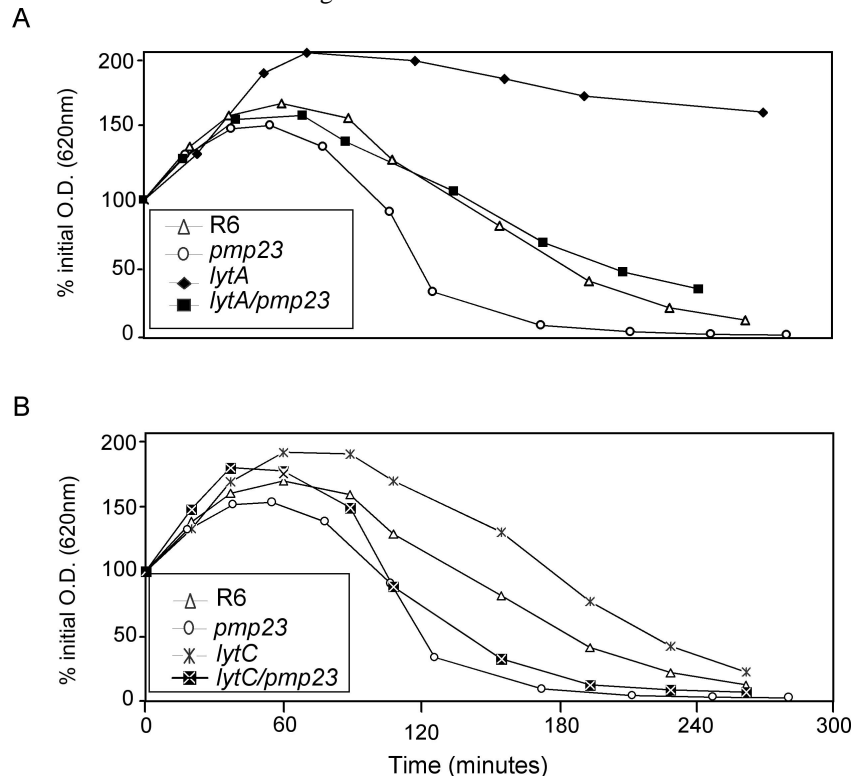 A
% initial O.D. (620nm)
200
150
100
50
0
R6
pmp23
lytA
lytA/pmp23
B
% initial O.D. (620nm)
200
150
100
50
0
R6
pmp23
lytC
lytC/pmp23
0 60 120 180 240 300
Time (minutes)